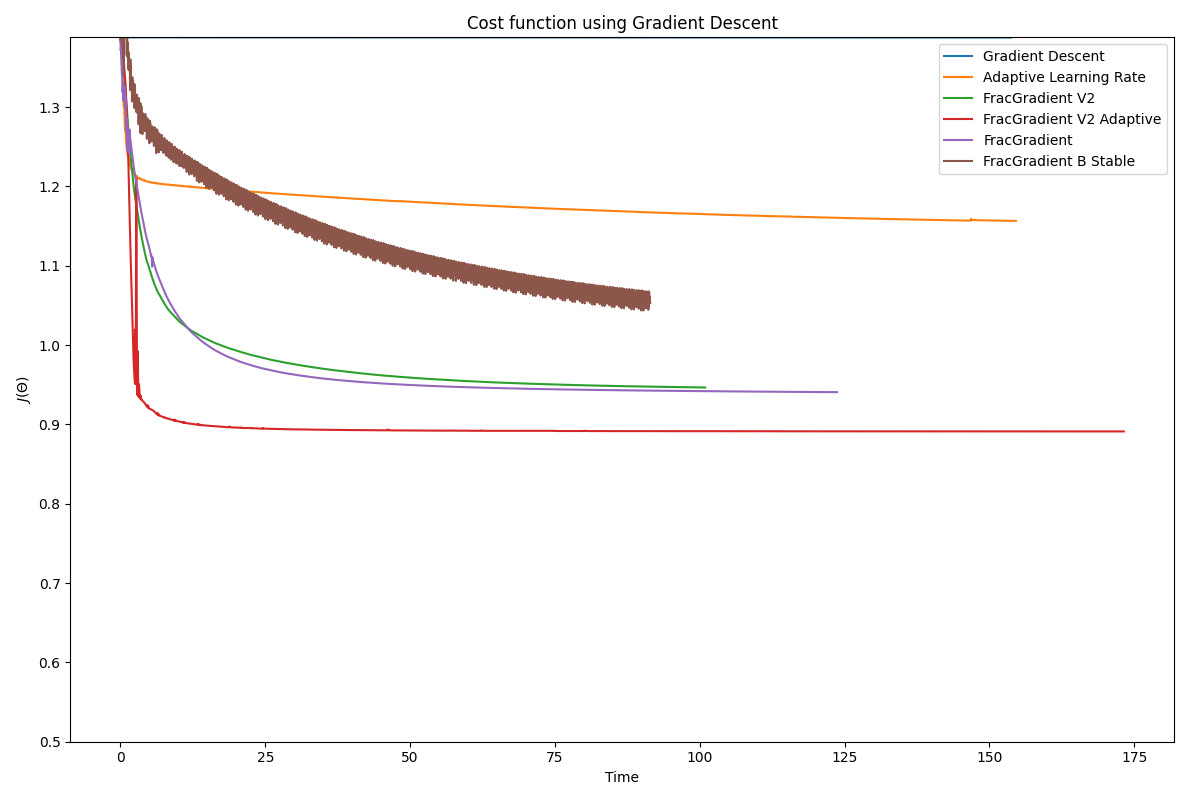 Cost function using Gradient Descent
Gradient Descent
Adaptive Learning Rate
FracGradient V2
FracGradient V2 Adaptive
FracGradient
FracGradient B Stable
J(Θ)
1.3
1.2
1.1
1.0
0.9
0.8
0.7
0.6
0.5
0
25
50
75
100
125
150
175
Time